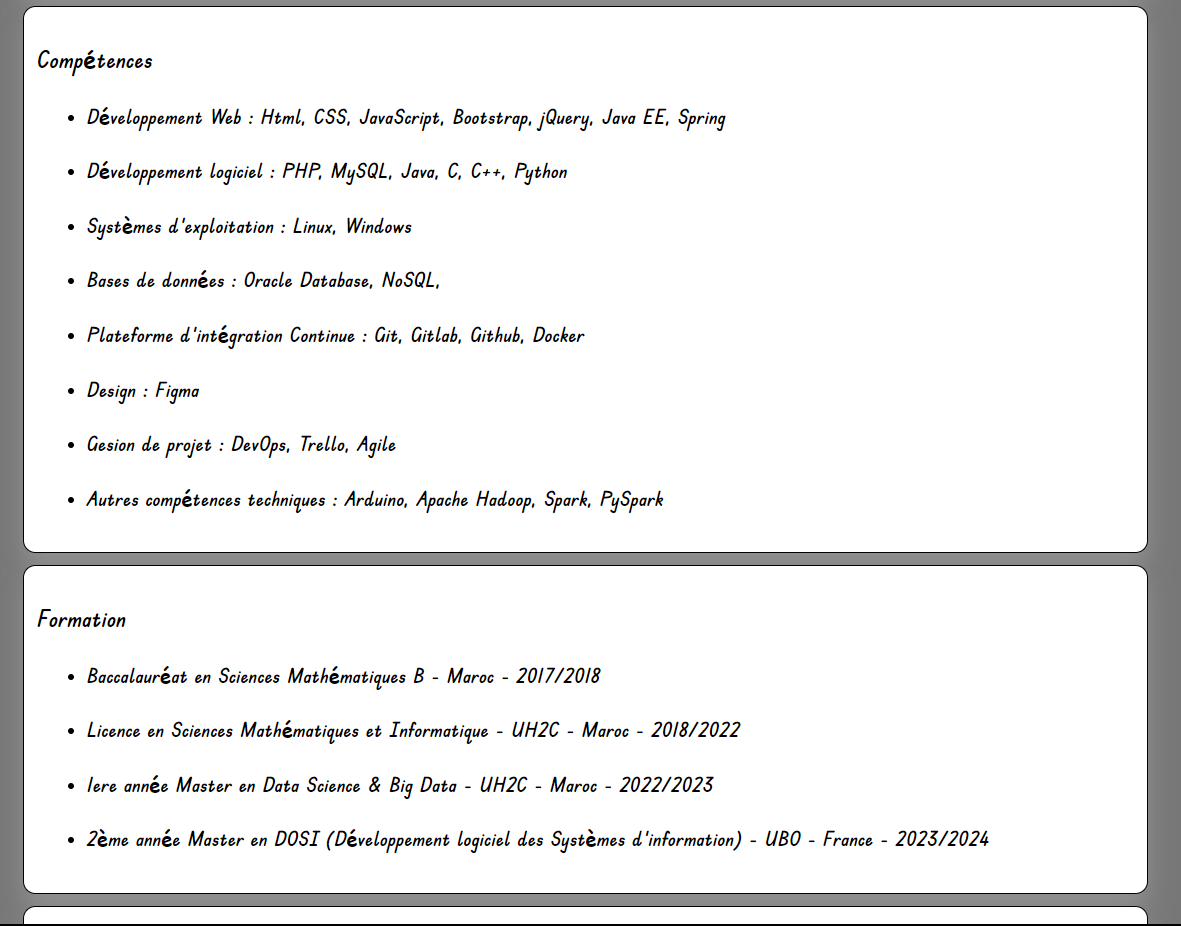 Compétences
Développement Web : Html, CSS, JavaScript, Bootstrap, jQuery, Java EE, Spring
Développement logiciel : PHP, MySQL, Java, C, C++, Python
Systèmes d'exploitation : Linux, Windows
Bases de données : Oracle Database, NoSQL,
Plateforme d'intégration Continue : Git, Gitlab, Github, Docker
Design : Figma
Gesion de projet : DevOps, Trello, Agile
Autres compétences techniques : Arduino, Apache Hadoop, Spark, PySpark
Formation
Baccalauréat en Sciences Mathématiques B - Maroc - 2017/2018
Licence en Sciences Mathématiques et Informatique - UH2C - Maroc - 2018/2022
1ere année Master en Data Science & Big Data - UH2C - Maroc - 2022/2023
2ème année Master en DOSI (Développement logiciel des Systèmes d'information) - UBO - France - 2023/2024